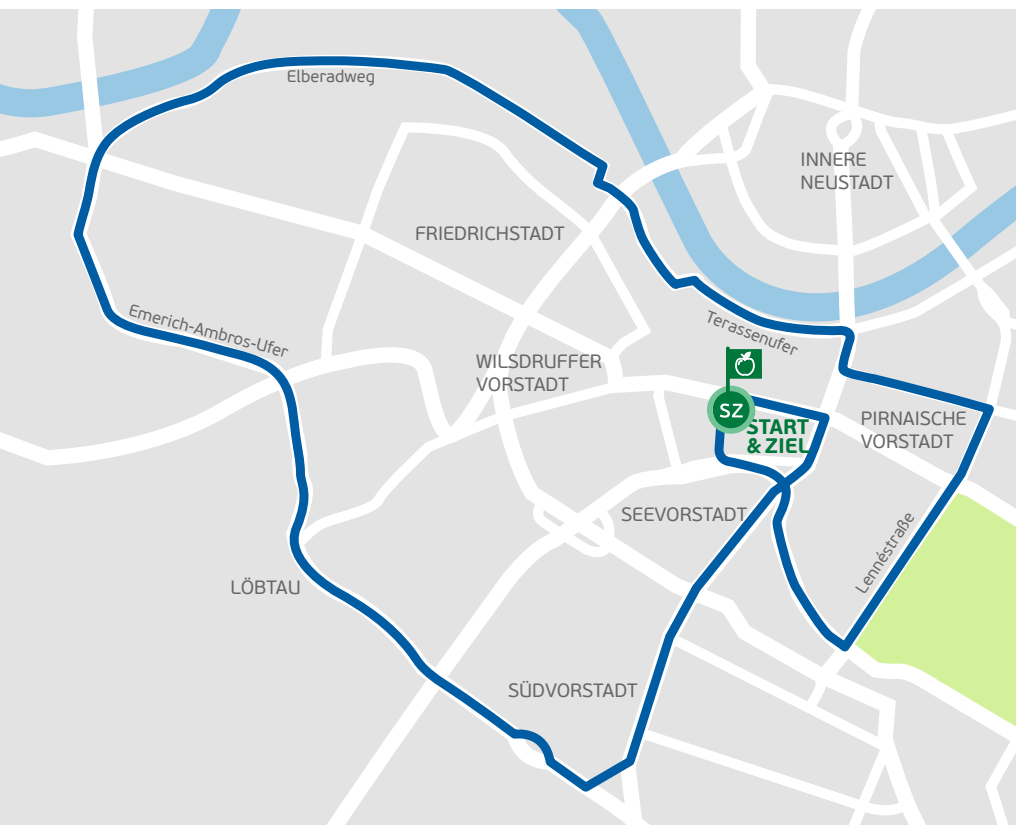 Elberadweg
INNERE
NEUSTADT
FRIEDRICHSTADT
Emerich-Ambros-Ufer
Terassenufer
WILSDRUFFER
VORSTADT
SZ
START
& ZIEL
PIRNAISCHE
VORSTADT
SEEVORSTADT
Lennéstraße
LÖBTAU
SÜDVORSTADT